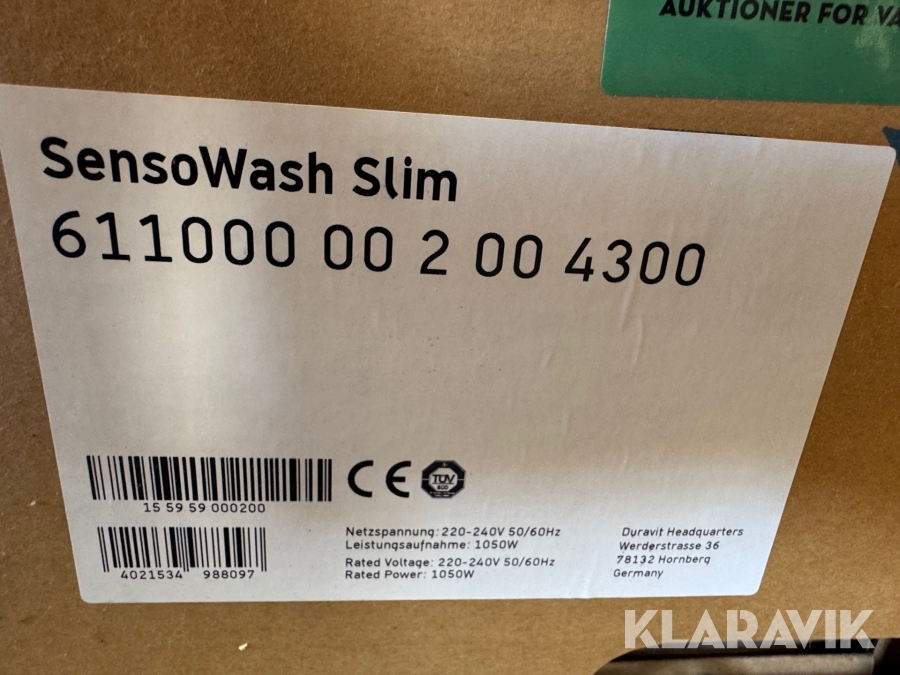 AUKTIONER FOR
SensoWash Slim
611000 00 2 00 4300
15 59 59 000200
4021534 988097
CE
TÜV
Netzspannung: 220-240V 50/60Hz
Leistungsaufnahme: 1050W
Rated Voltage: 220-240V 50/60Hz
Rated Power: 1050W
Duravit Headquarters
Werderstrasse 36
78132 Hornberg
Germany
KLARAVIK